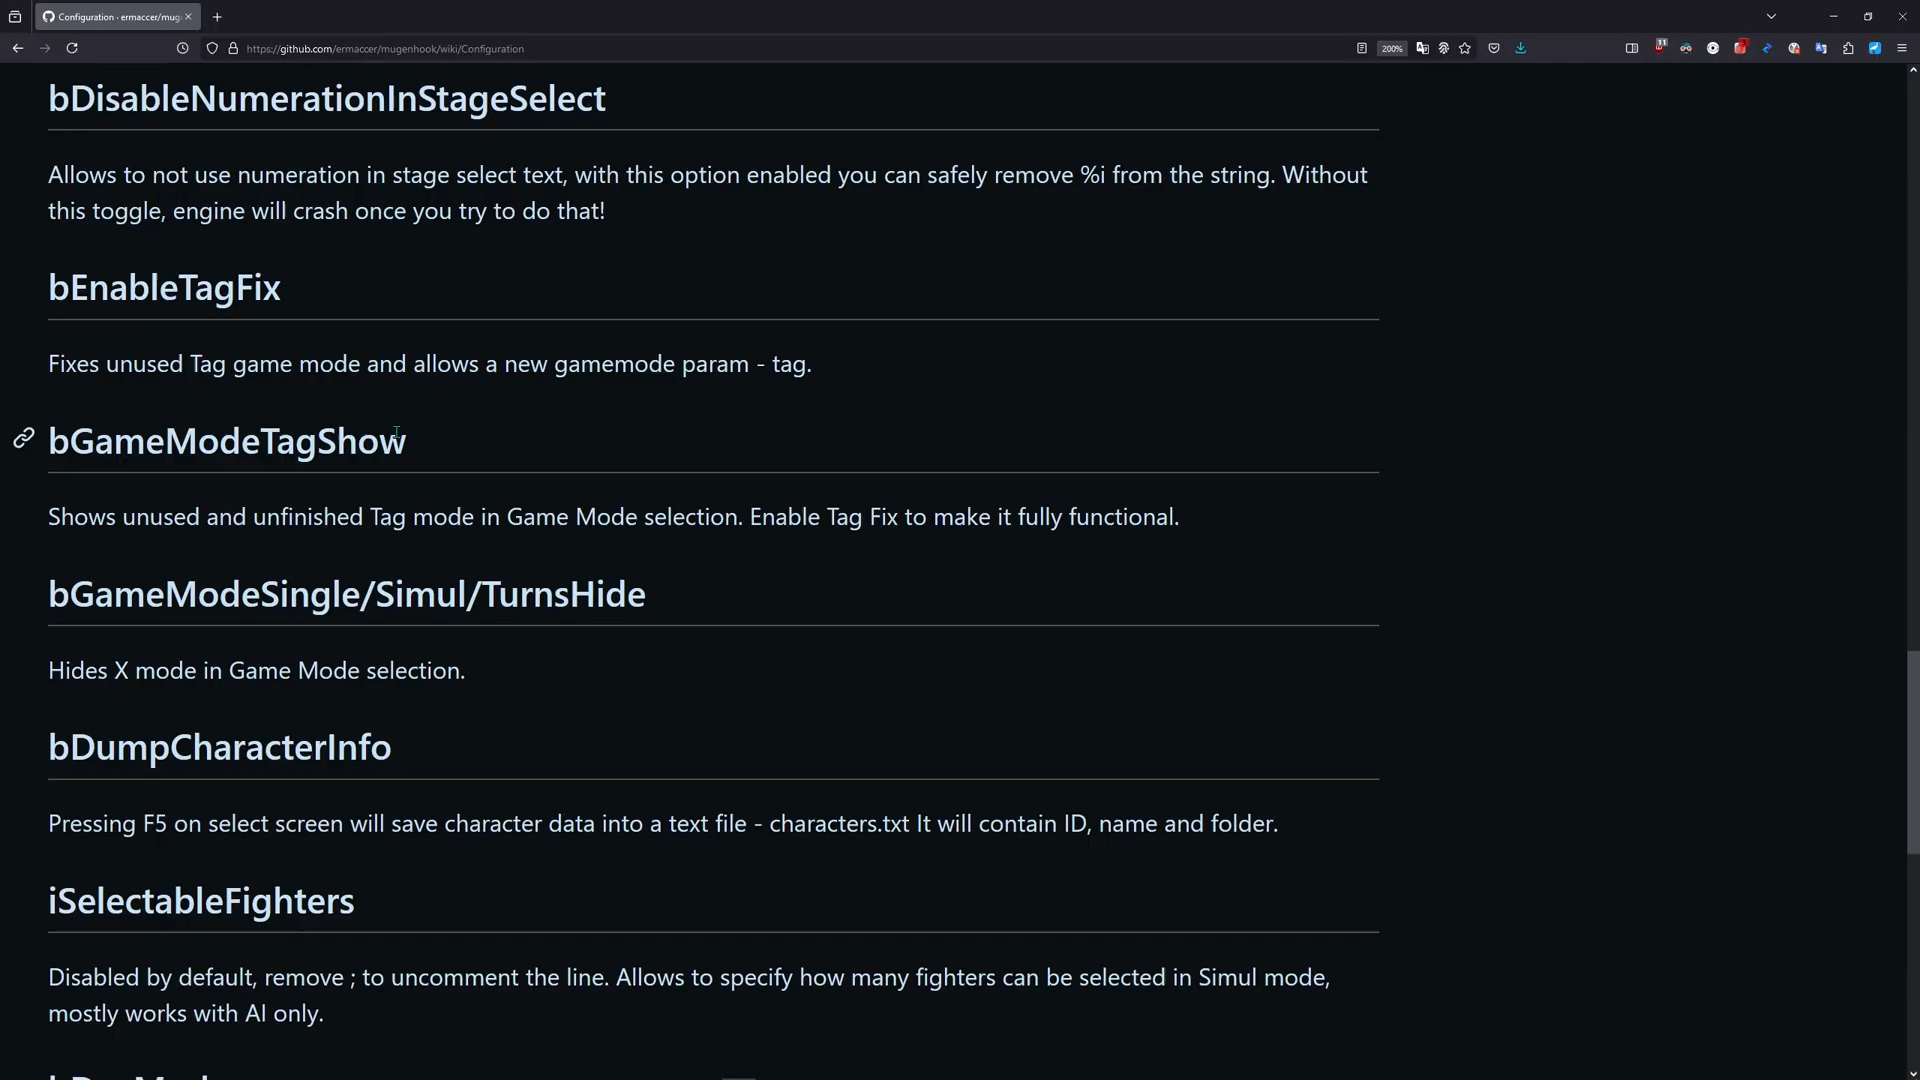 Configuration · ermaccer/mug
https://github.com/ermaccer/mugenhook/wiki/Configuration
200%
11
bDisableNumerationInStageSelect
Allows to not use numeration in stage select text, with this option enabled you can safely remove %i from the string. Without
this toggle, engine will crash once you try to do that!
bEnableTagFix
Fixes unused Tag game mode and allows a new gamemode param - tag.
bGameModeTagShow
Shows unused and unfinished Tag mode in Game Mode selection. Enable Tag Fix to make it fully functional.
bGameModeSingle/Simul/TurnsHide
Hides X mode in Game Mode selection.
bDumpCharacterInfo
Pressing F5 on select screen will save character data into a text file - characters.txt It will contain ID, name and folder.
iSelectableFighters
Disabled by default, remove ; to uncomment the line. Allows to specify how many fighters can be selected in Simul mode,
mostly works with AI only.